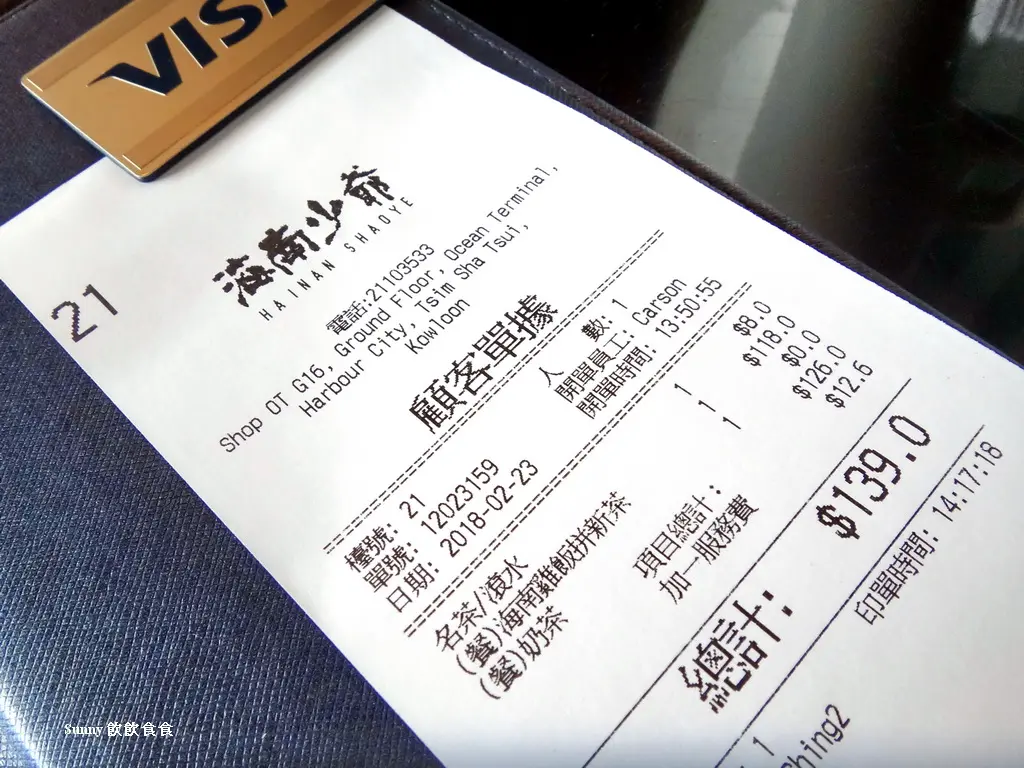 VISA
海南少爺
HAINAN SHAOYE
21
電話:21103533
Shop OT G16, Ground Floor, Ocean Terminal,
Harbour City, Tsim Sha Tsui,
Kowloon
顧客單據
檯號: 21 人 數: 1
單號: 12023159 開單員工: Carson
日期: 2018-02-23 開單時間: 13:50:55
名茶/滾水 1 $8.0
(餐)海南雞飯拼新茶 1 $118.0
(餐)奶茶 1 $0.0
項目總計: $126.0
加一服務費 $12.6
總計: $139.0
印單時間: 14:17:18
1
ching2
Sunny 飲飲食食